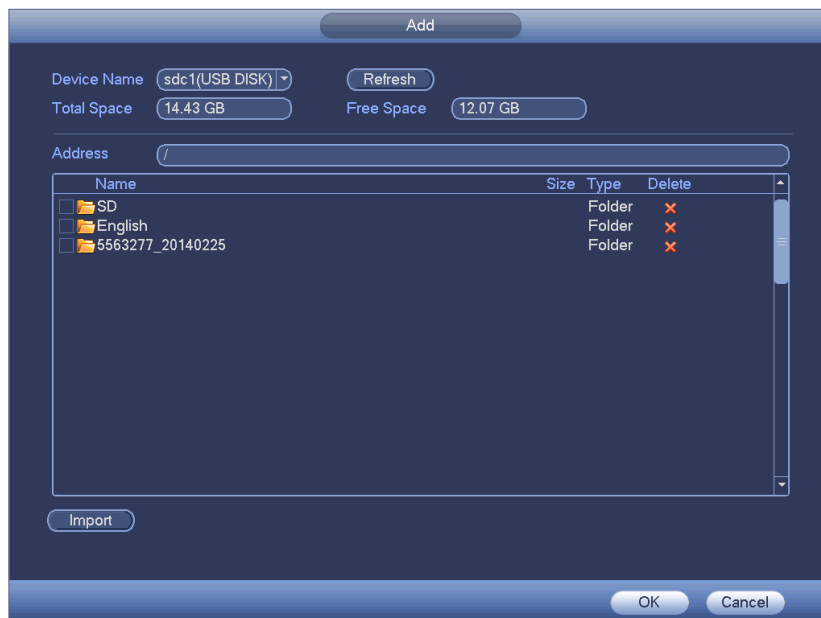 Add
Device Name sdc1(USB DISK) Refresh
Total Space 14.43 GB Free Space 12.07 GB
Address /
Name Size Type Delete
SD Folder
English Folder
5563277_20140225 Folder
Import
OK Cancel